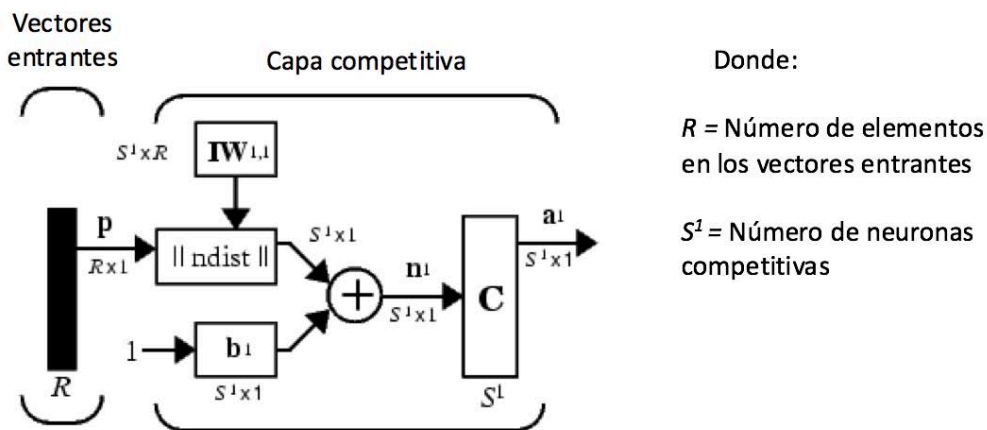 Vectores
entrantes
Capa competitiva
Donde:
R = Número de elementos
en los vectores entrantes
S¹ = Número de neuronas
competitivas
S¹xR
IW1,1
p
Rx1
|| ndist ||
S¹x1
n1
S¹x1
a1
S¹x1
C
1
b1
S¹x1
R
S¹